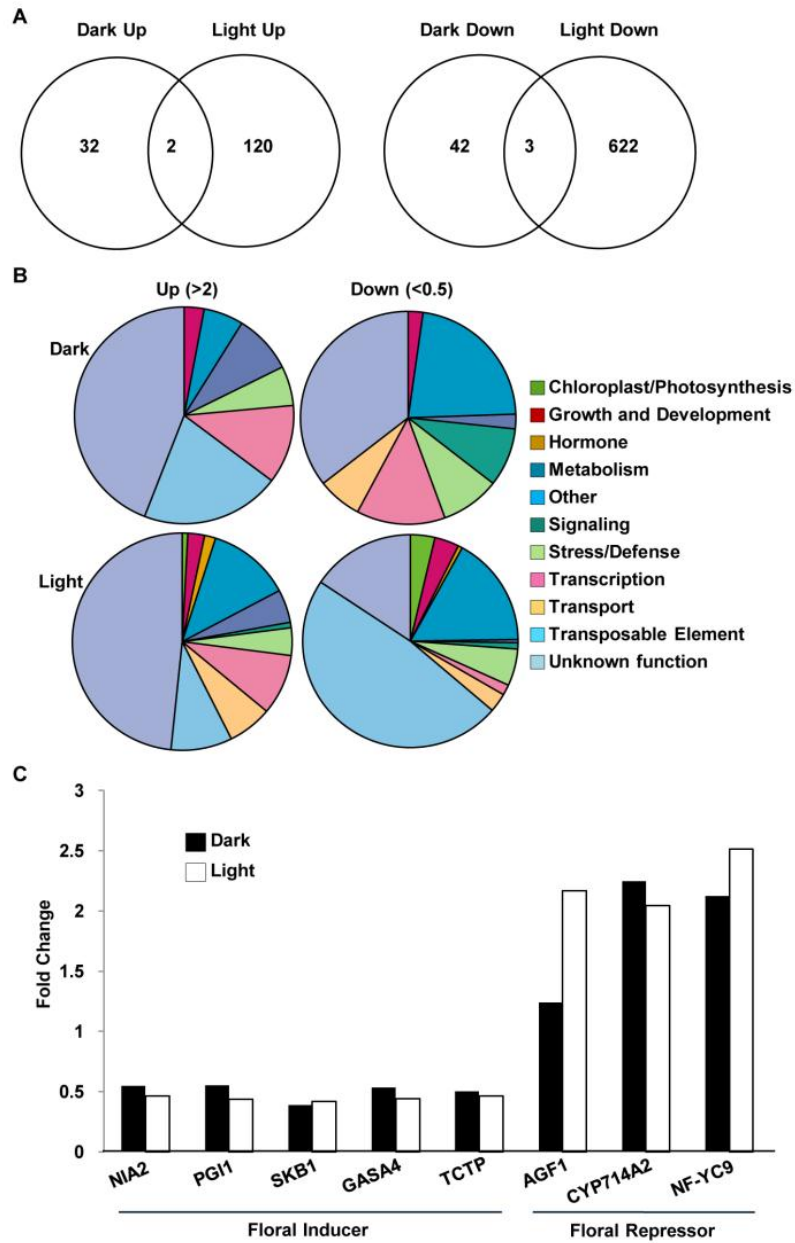 A
Dark Up Light Up Dark Down Light Down
32 2 120 42 3 622
B
Up (>2) Down (<0.5)
Dark
Light
Chloroplast/Photosynthesis
Growth and Development
Hormone
Metabolism
Other
Signaling
Stress/Defense
Transcription
Transport
Transposable Element
Unknown function
C
Fold Change
3
2.5
2
1.5
1
0.5
0
Dark
Light
NIA2 PGI1 SKB1 GASA4 TCTP AGF1 CYP714A2 NF-YC9
Floral Inducer Floral Repressor